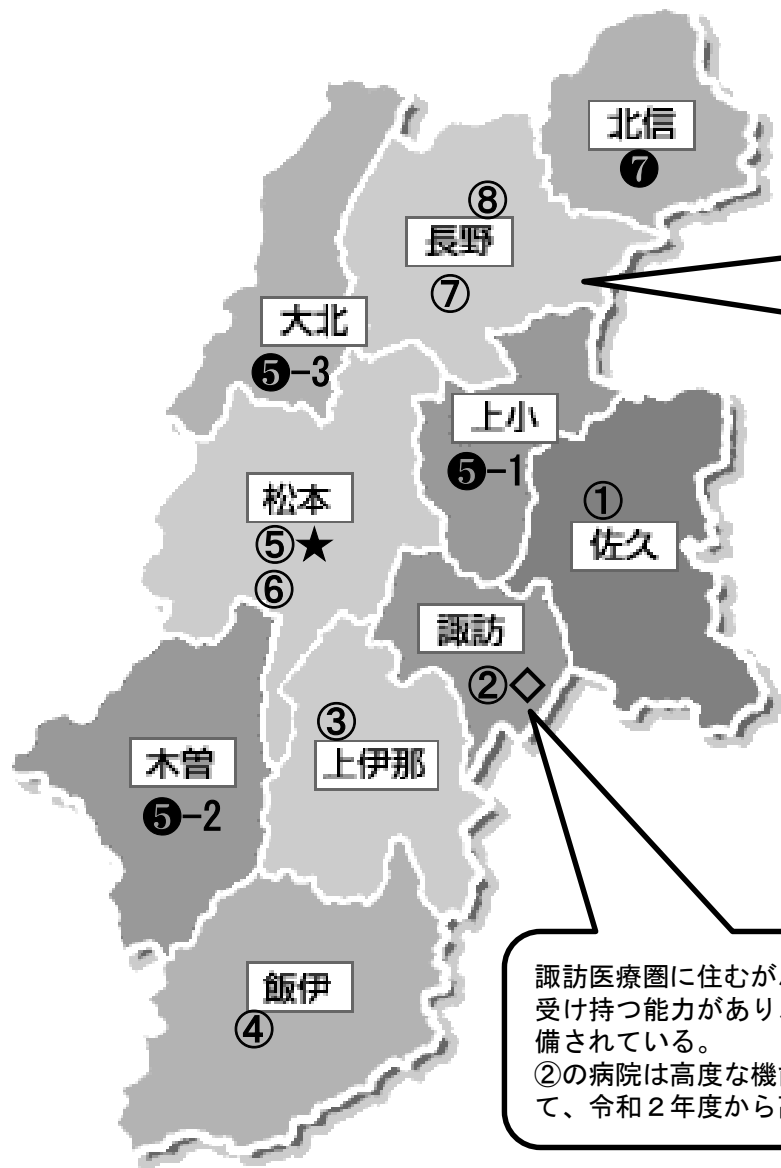 北信
❼
⑧
長野
⑦
大北
❺-3
上小
❺-1
①
佐久
松本
⑤★
⑥
諏訪
②◇
③
上伊那
木曽
❺-2
飯伊
④
諏訪医療圏に住むが
受け持つ能力があり
備されている。
②の病院は高度な機
て、令和２年度から